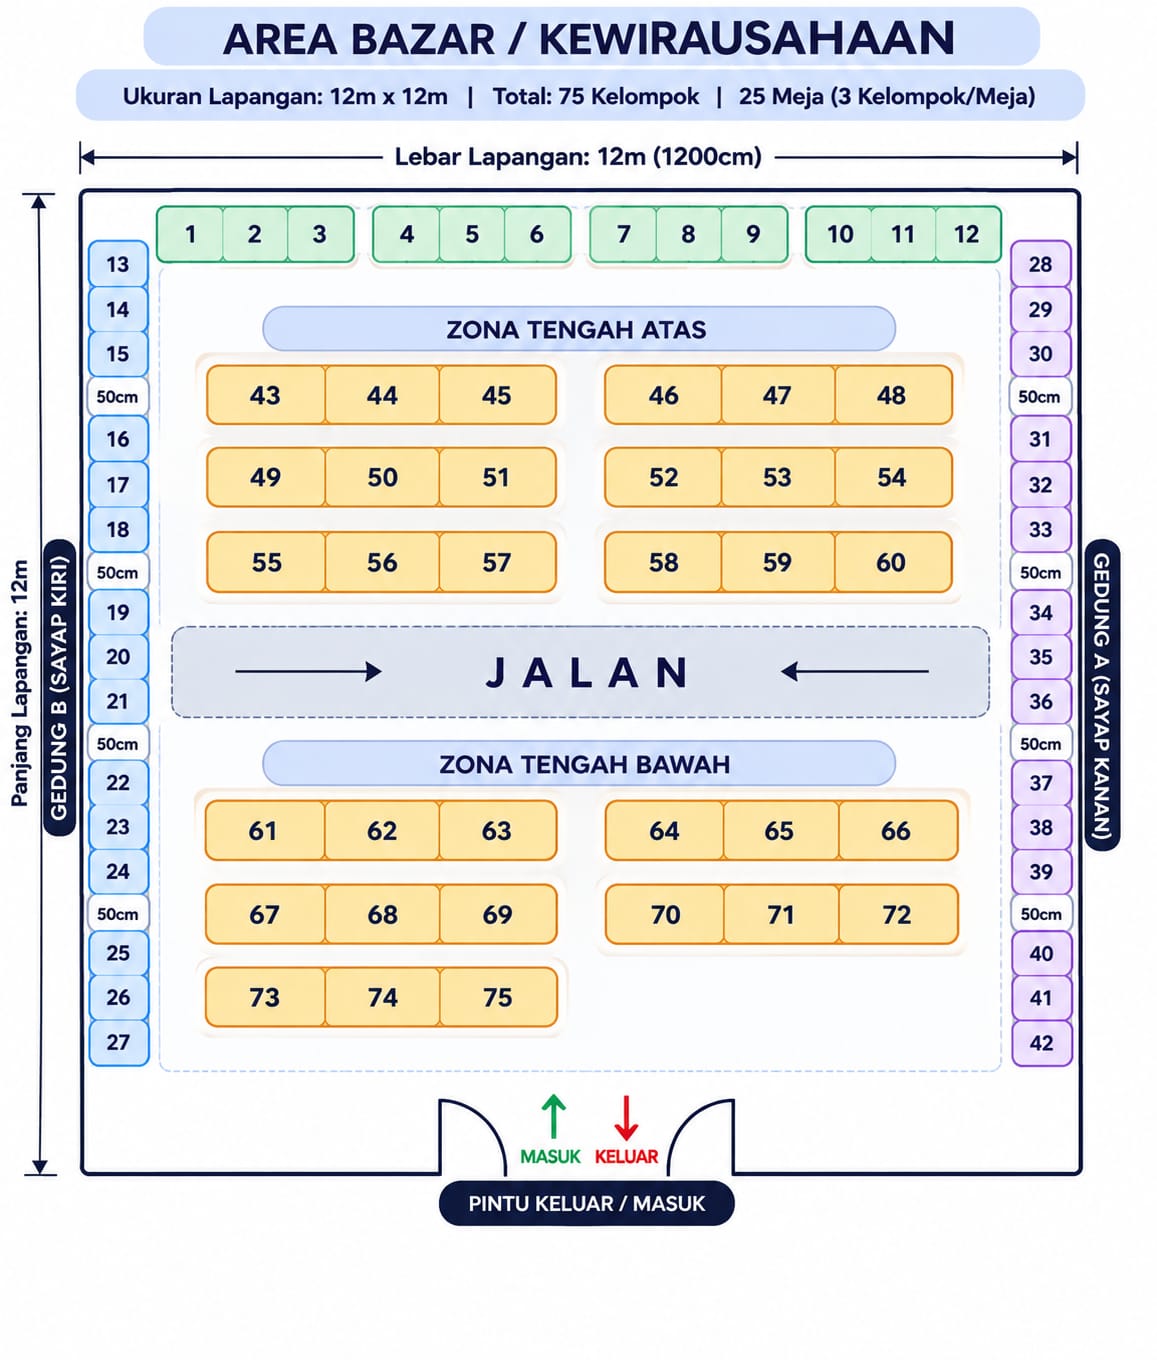 AREA BAZAR / KEWIRAUSAHAAN
Ukuran Lapangan: 12m x 12m | Total: 75 Kelompok | 25 Meja (3 Kelompok/Meja)
Lebar Lapangan: 12m (1200cm)
1 2 3 4 5 6 7 8 9 10 11 12
13
14
15
50cm
16
17
18
50cm
19
20
21
50cm
22
23
24
50cm
25
26
27
Panjang Lapangan: 12m
GEDUNG B (SAYAP KIRI)
ZONA TENGAH ATAS
43 44 45 46 47 48
49 50 51 52 53 54
55 56 57 58 59 60
JALAN
ZONA TENGAH BAWAH
61 62 63 64 65 66
67 68 69 70 71 72
73 74 75
28
29
30
50cm
31
32
33
50cm
34
35
36
50cm
37
38
39
50cm
40
41
42
GEDUNG A (SAYAP KANAN)
MASUK KELUAR
PINTU KELUAR / MASUK